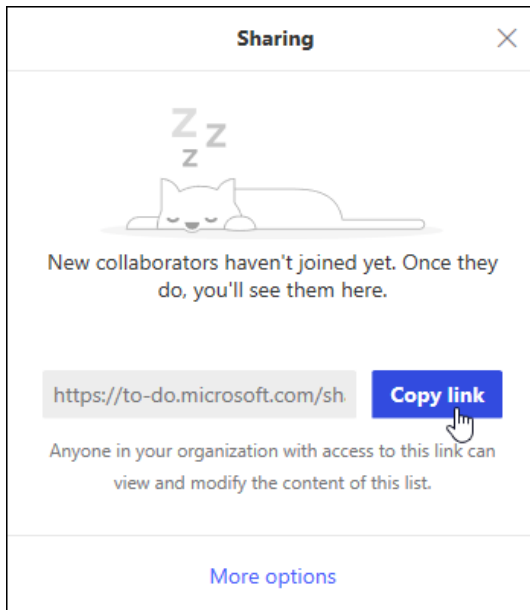 Sharing
Z
Z
Z
New collaborators haven't joined yet. Once they
do, you'll see them here.
https://to-do.microsoft.com/sh
Copy link
Anyone in your organization with access to this link can
view and modify the content of this list.
More options